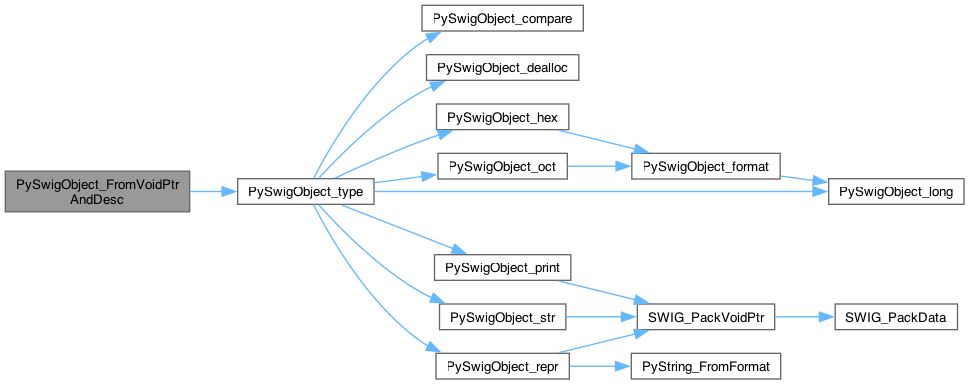 PySwigObject_FromVoidPtr
AndDesc
PySwigObject_type
PySwigObject_compare
PySwigObject_dealloc
PySwigObject_hex
PySwigObject_oct
PySwigObject_format
PySwigObject_long
PySwigObject_print
PySwigObject_str
SWIG_PackVoidPtr
SWIG_PackData
PySwigObject_repr
PyString_FromFormat